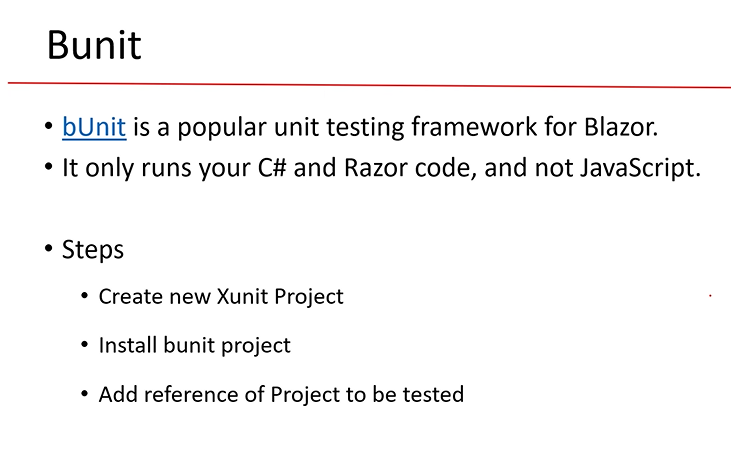 Bunit
• bUnit is a popular unit testing framework for Blazor.
• It only runs your C# and Razor code, and not JavaScript.
• Steps
• Create new Xunit Project
• Install bunit project
• Add reference of Project to be tested